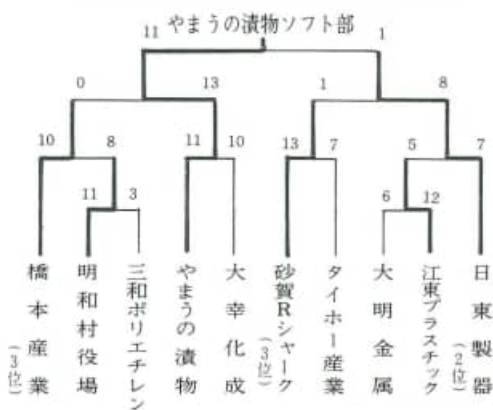 やまうの漬物ソフト部
11 1
0 13 1 8
10 8 11 10 13 7 5 7
11 3 6 12
橋本産業(3位)
明和村役場
三和ポリエチレン
やまうの漬物
大幸化成
砂賀Rシャーク(3位)
タイホー産業
大明金属
江東プラスチック
日東製器(2位)